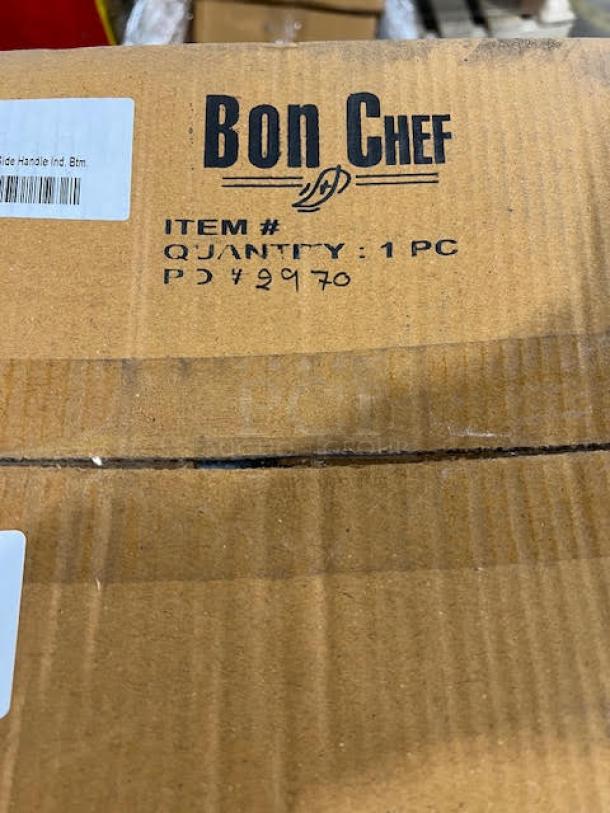 Side Handle Ind. Btm.
BON CHEF
ITEM #
QUANTITY : 1 PC
PO # 2970